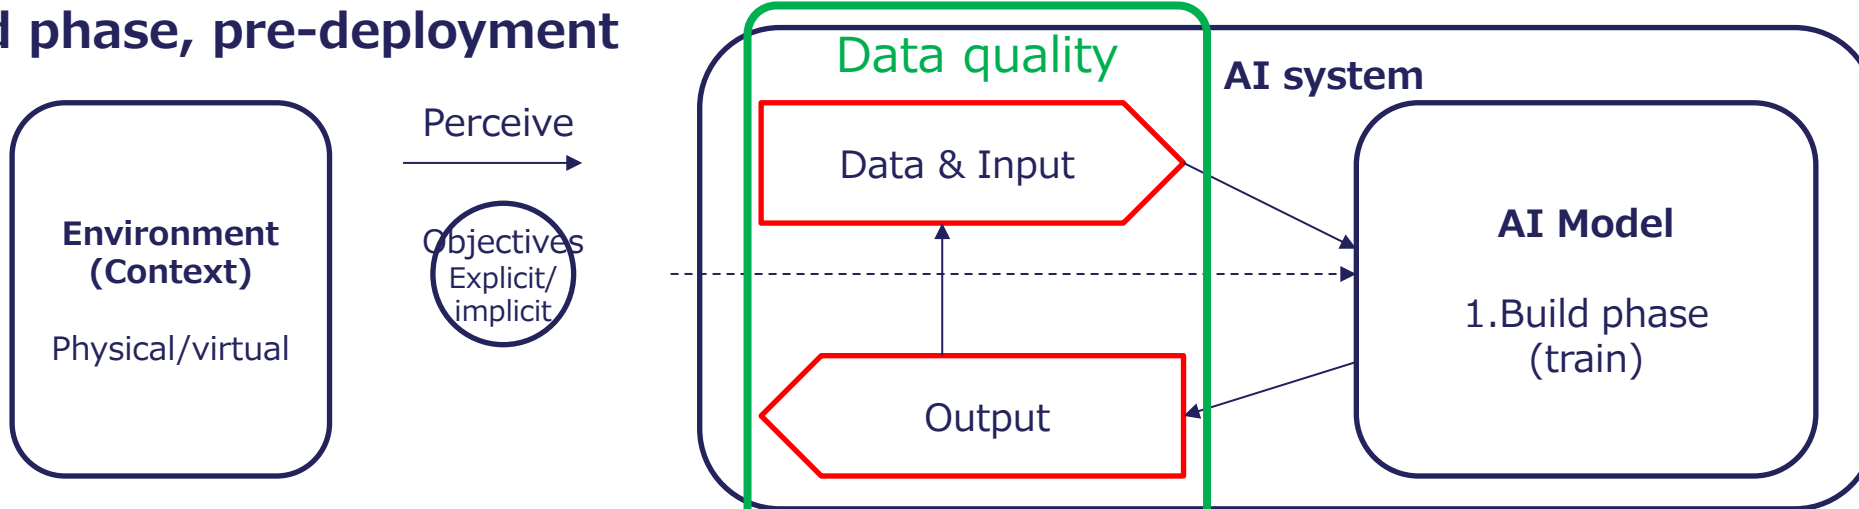 phase, pre-deployment
Data quality
AI system
Perceive
Data & Input
Environment
(Context)
Physical/virtual
Objectives
Explicit/
implicit
AI Model
1.Build phase
(train)
Output